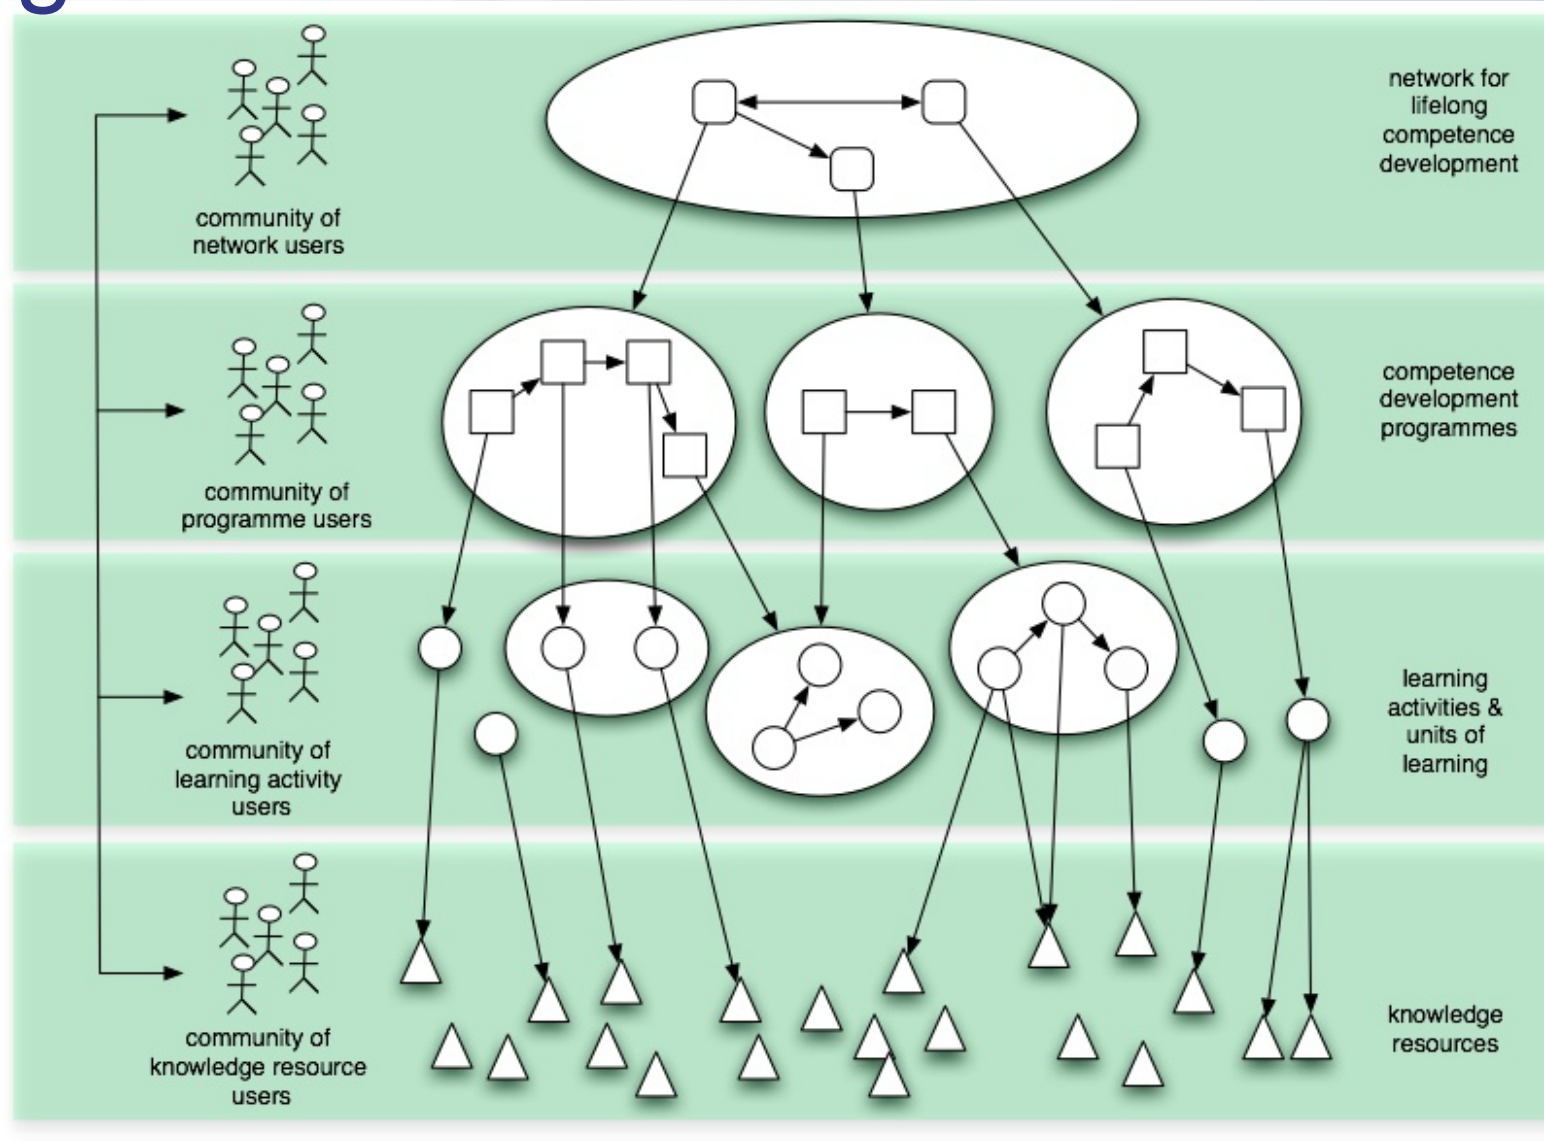 g
network for
lifelong
competence
development
community of
network users
competence
development
programmes
community of
programme users
learning
activities &
units of
learning
community of
learning activity
users
knowledge
resources
community of
knowledge resource
users